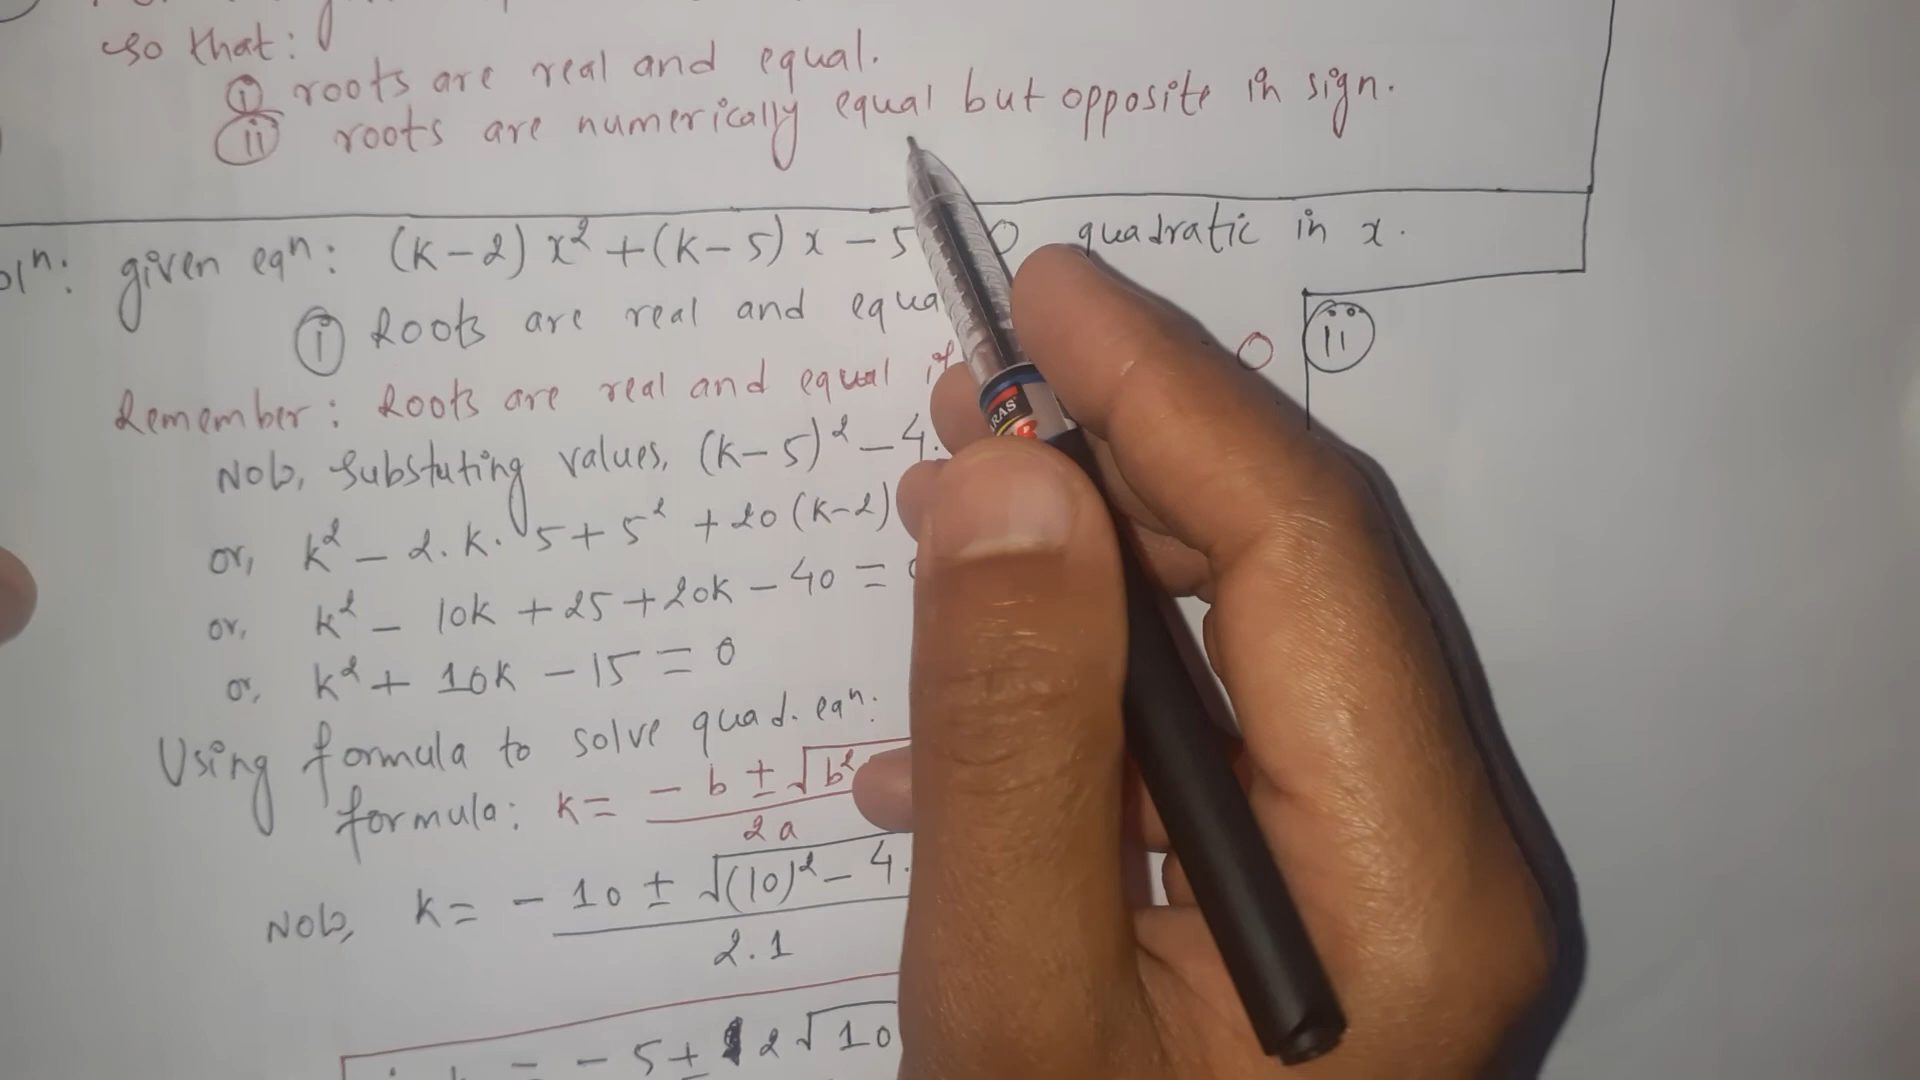 so that:
(i) roots are real and equal.
(ii) roots are numerically equal but opposite in sign.
given eqn: (k-2) x² + (k-5) x - 5 0 quadratic in x.
(i) Roots are real and equa
0 (ii)
Remember: Roots are real and equal if
Now, substuting values, (k-5)² - 4.
or, k² - 2. k. 5 + 5² + 20 (k-2)
or, k² - 10k + 25 + 20k - 40 =
or, k² + 10k - 15 = 0
Using formula to solve quad. eqn:
formula: k = - b ± √b²
2 a
Now, k = - 10 ± √(10)² - 4.
2.1
= - 5 ± 2√10